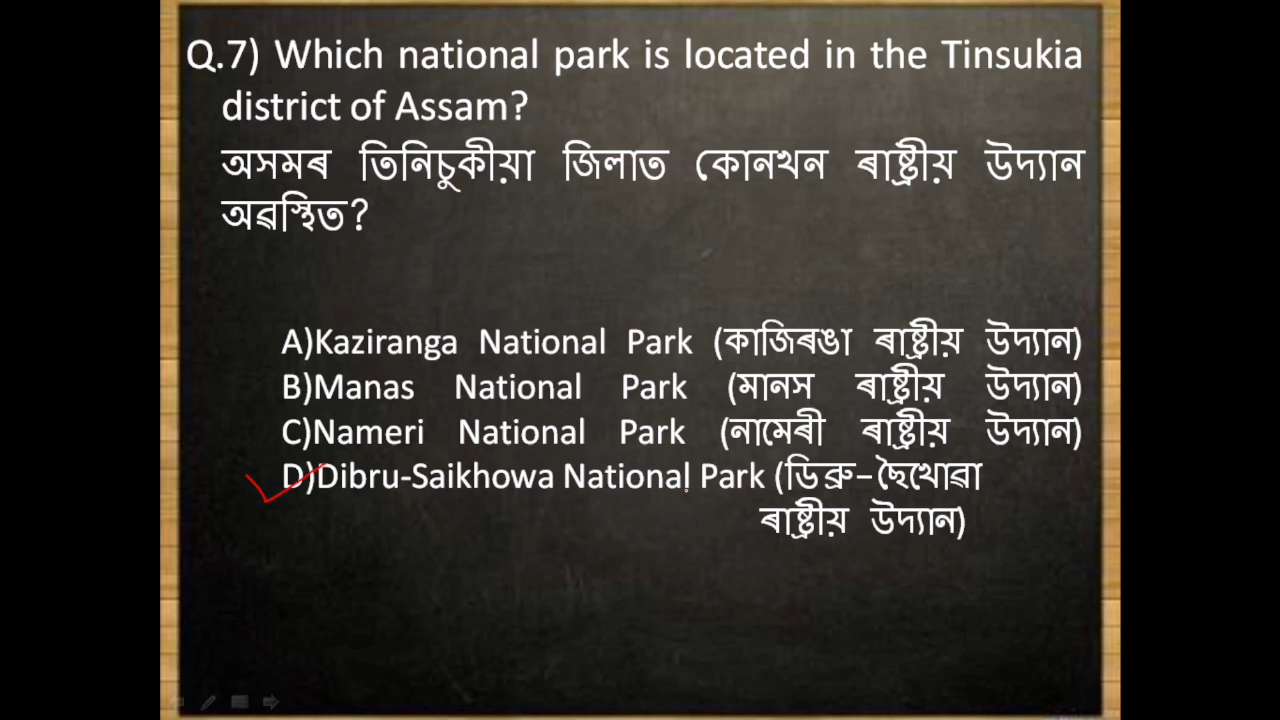 Q.7) Which national park is located in the Tinsukia
district of Assam?
অসমৰ তিনিচুকীয়া জিলাত কোনখন ৰাষ্ট্ৰীয় উদ্যান
অৱস্থিত?
A)Kaziranga National Park (কাজিৰঙা ৰাষ্ট্ৰীয় উদ্যান)
B)Manas National Park (মানস ৰাষ্ট্ৰীয় উদ্যান)
C)Nameri National Park (নামেৰী ৰাষ্ট্ৰীয় উদ্যান)
D)Dibru-Saikhowa National Park (ডিব্ৰু–ছৈখোৱা
ৰাষ্ট্ৰীয় উদ্যান)